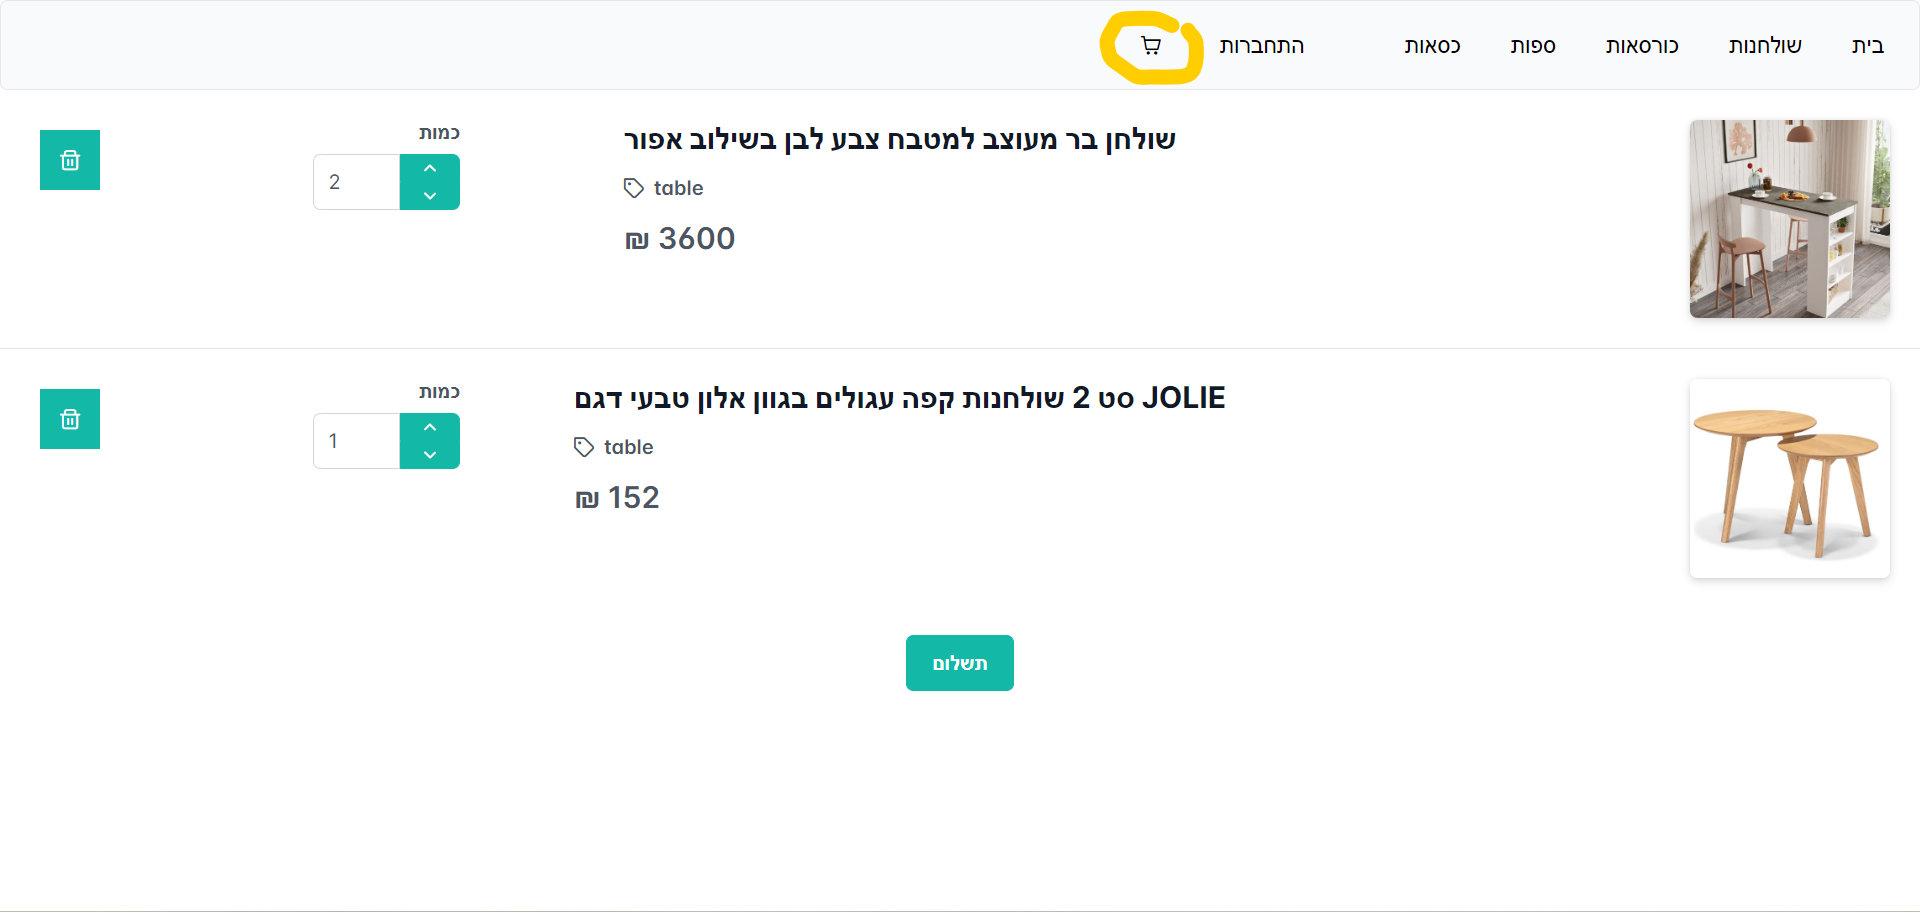 בית שולחנות כורסאות ספות כסאות התחברות
שולחן בר מעוצב למטבח צבע לבן בשילוב אפור
table
₪ 3600
כמות
2
JOLIE סט 2 שולחנות קפה עגולים בגוון אלון טבעי דגם
table
₪ 152
כמות
1
תשלום